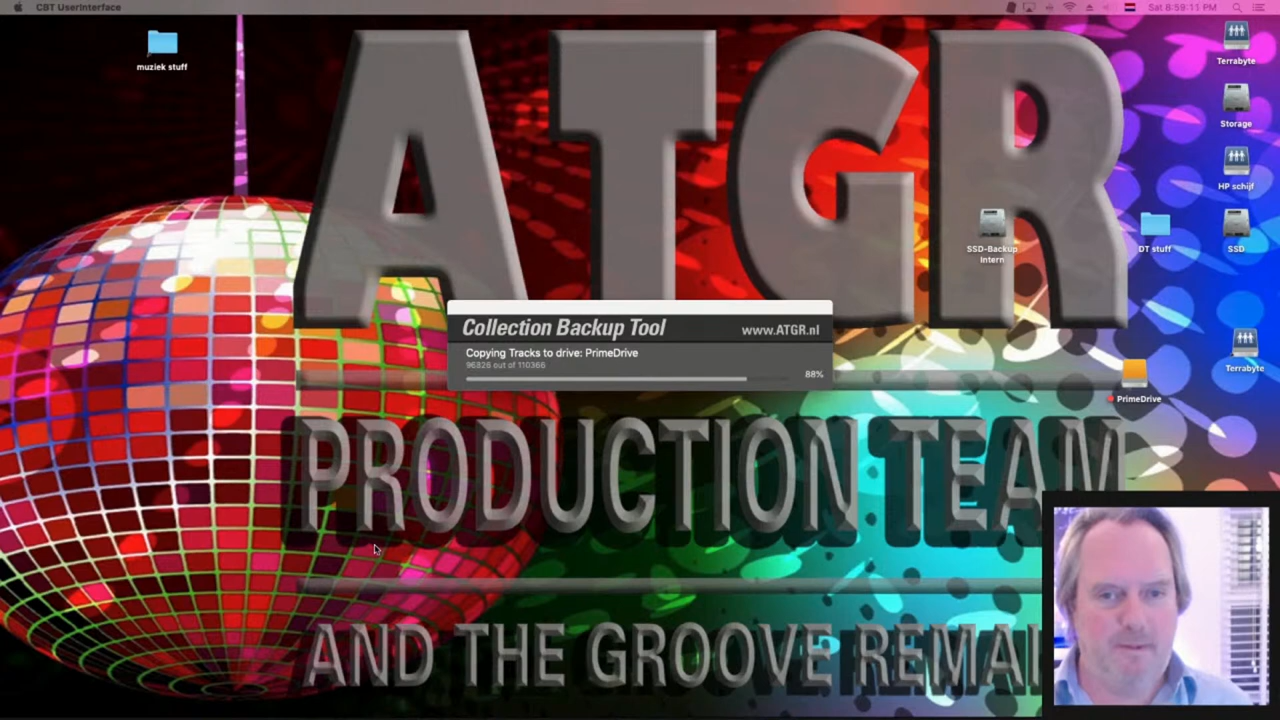 CBT UserInterface
Sat 8:59:11 PM
muziek stuff
Terrabyte
Storage
HP schijf
SSD
DT stuff
SSD-Backup
Intern
Terrabyte
PrimeDrive
ATGR
Collection Backup Tool
www.ATGR.nl
Copying Tracks to drive: PrimeDrive
96826 out of 110366
88%
PRODUCTION TEAM
AND THE GROOVE REMAI